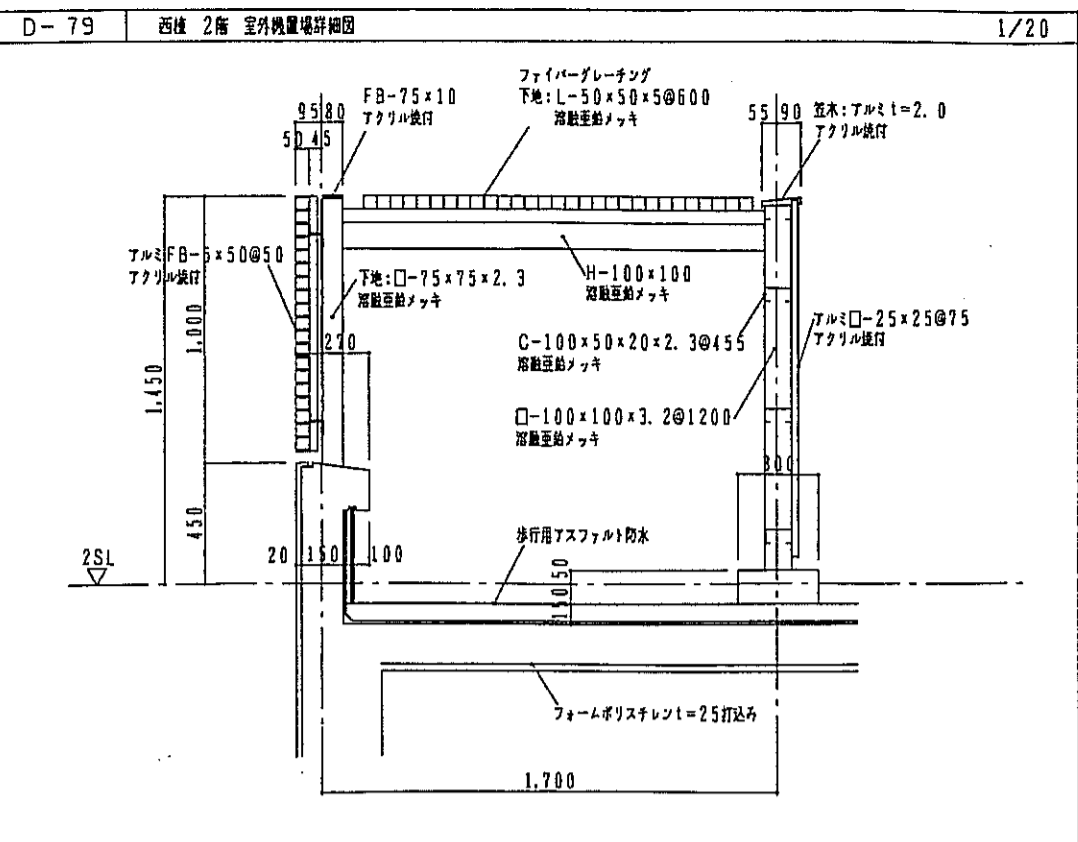 D-79 西棟 2階 室外機置場詳細図 1/20
ファイバーグレーチング
下地:L-50×50×5@600
溶融亜鉛メッキ
FB-75×10
アクリル焼付
95 80
50 45
55 90
笠木:アルミt=2.0
アクリル焼付
アルミFB-5×50@50
アクリル焼付
下地:□-75×75×2.3
溶融亜鉛メッキ
H-100×100
溶融亜鉛メッキ
C-100×50×20×2.3@455
溶融亜鉛メッキ
アルミ□-25×25@75
アクリル焼付
□-100×100×3.2@1200
溶融亜鉛メッキ
1,450
1,000
450
270
300
歩行用アスファルト防水
20 150 100
150 50
2SL
フォームポリスチレンt=25打込み
1,700